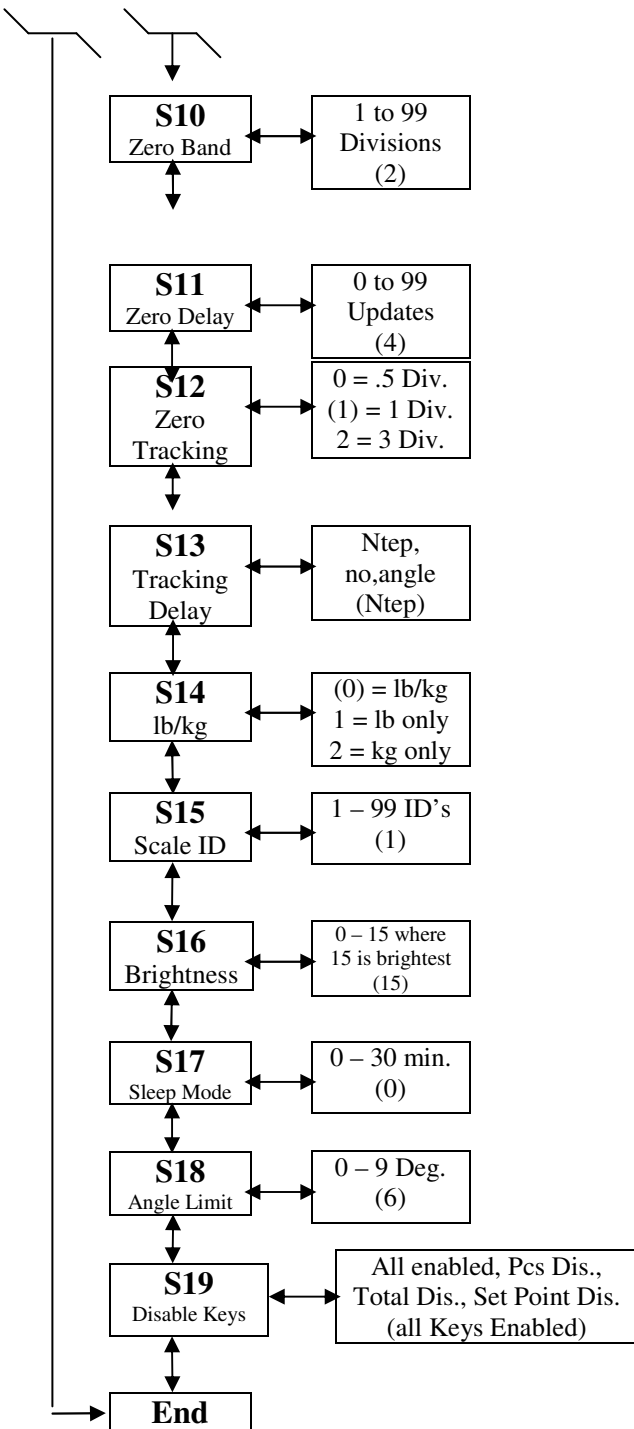 S10
Zero Band
1 to 99
Divisions
(2)
S11
Zero Delay
0 to 99
Updates
(4)
S12
Zero
Tracking
0 = .5 Div.
(1) = 1 Div.
2 = 3 Div.
S13
Tracking
Delay
Ntep,
no,angle
(Ntep)
S14
lb/kg
(0) = lb/kg
1 = lb only
2 = kg only
S15
Scale ID
1 – 99 ID’s
(1)
S16
Brightness
0 – 15 where
15 is brightest
(15)
S17
Sleep Mode
0 – 30 min.
(0)
S18
Angle Limit
0 – 9 Deg.
(6)
S19
Disable Keys
All enabled, Pcs Dis.,
Total Dis., Set Point Dis.
(all Keys Enabled)
End